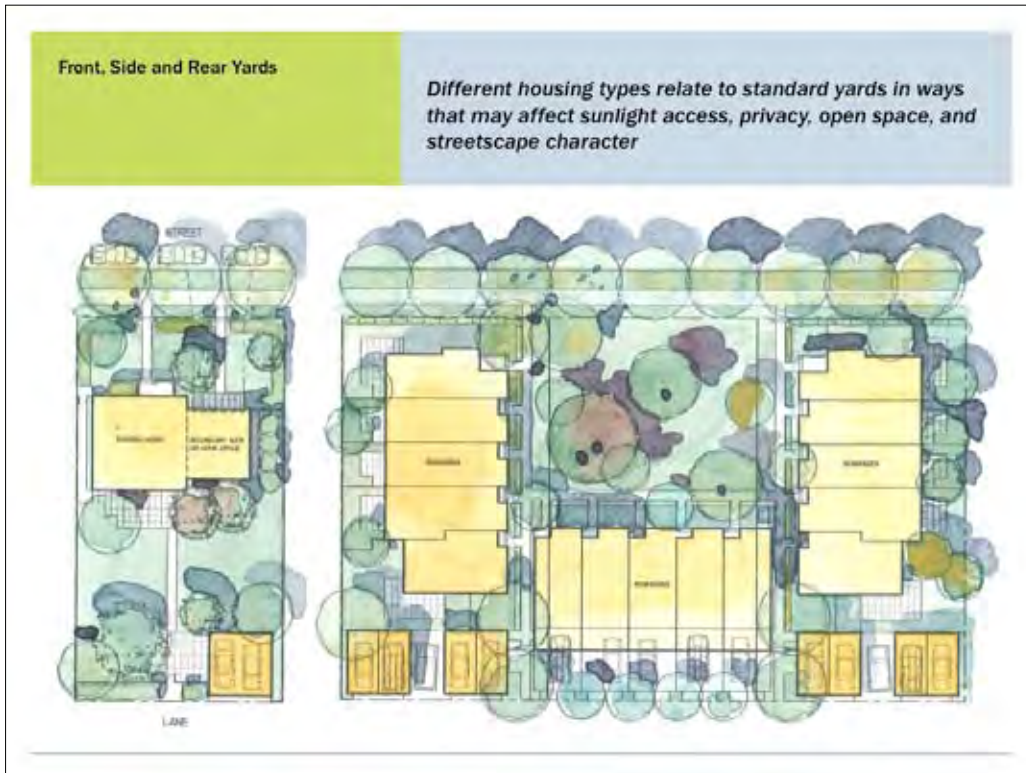 Front, Side and Rear Yards
Different housing types relate to standard yards in ways
that may affect sunlight access, privacy, open space, and
streetscape character
STREET
ROWHOUSES
LANE